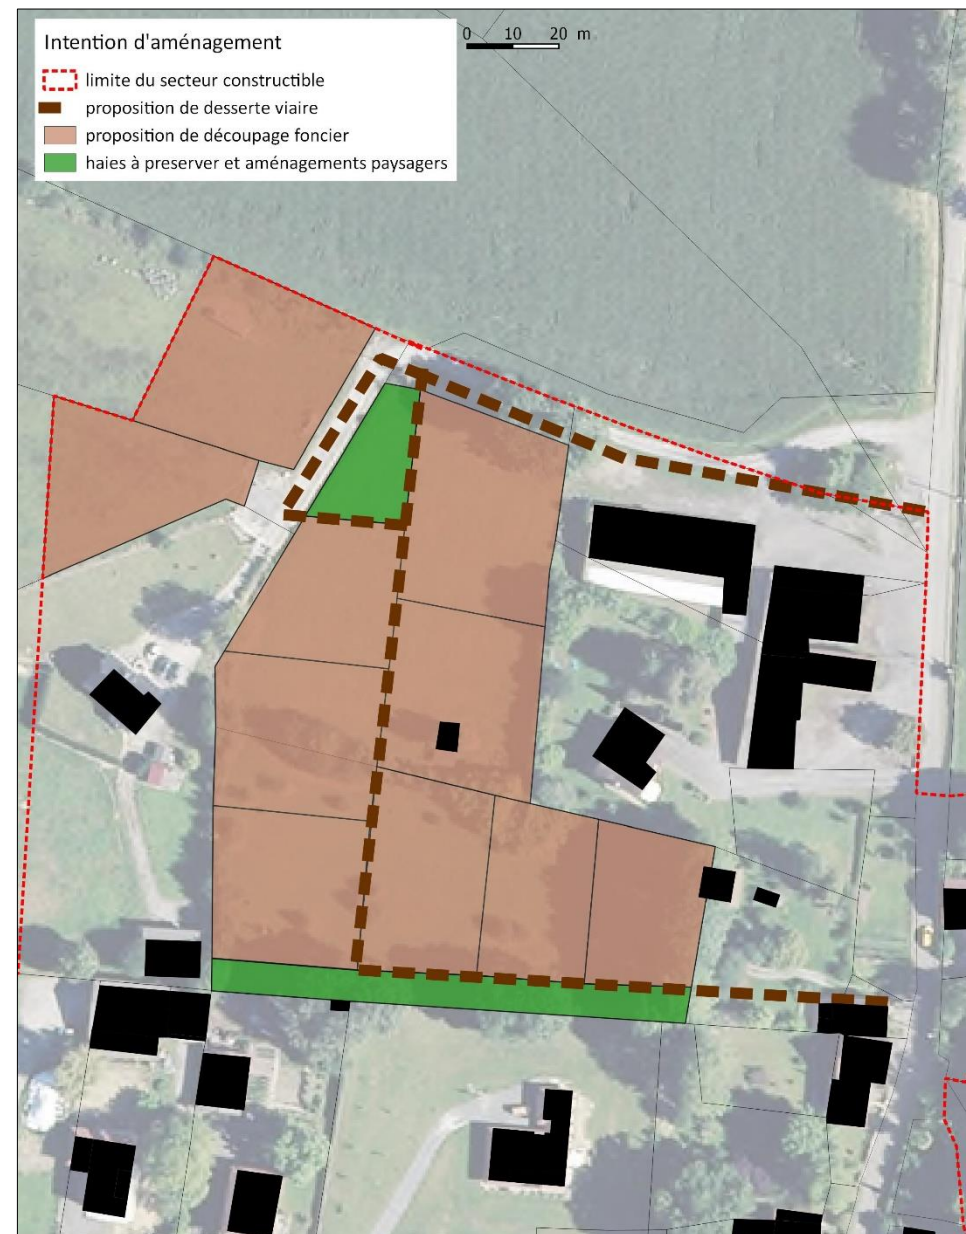 Intention d'aménagement
0 10 20 m
limite du secteur constructible
proposition de desserte viaire
proposition de découpage foncier
haies à preserver et aménagements paysagers